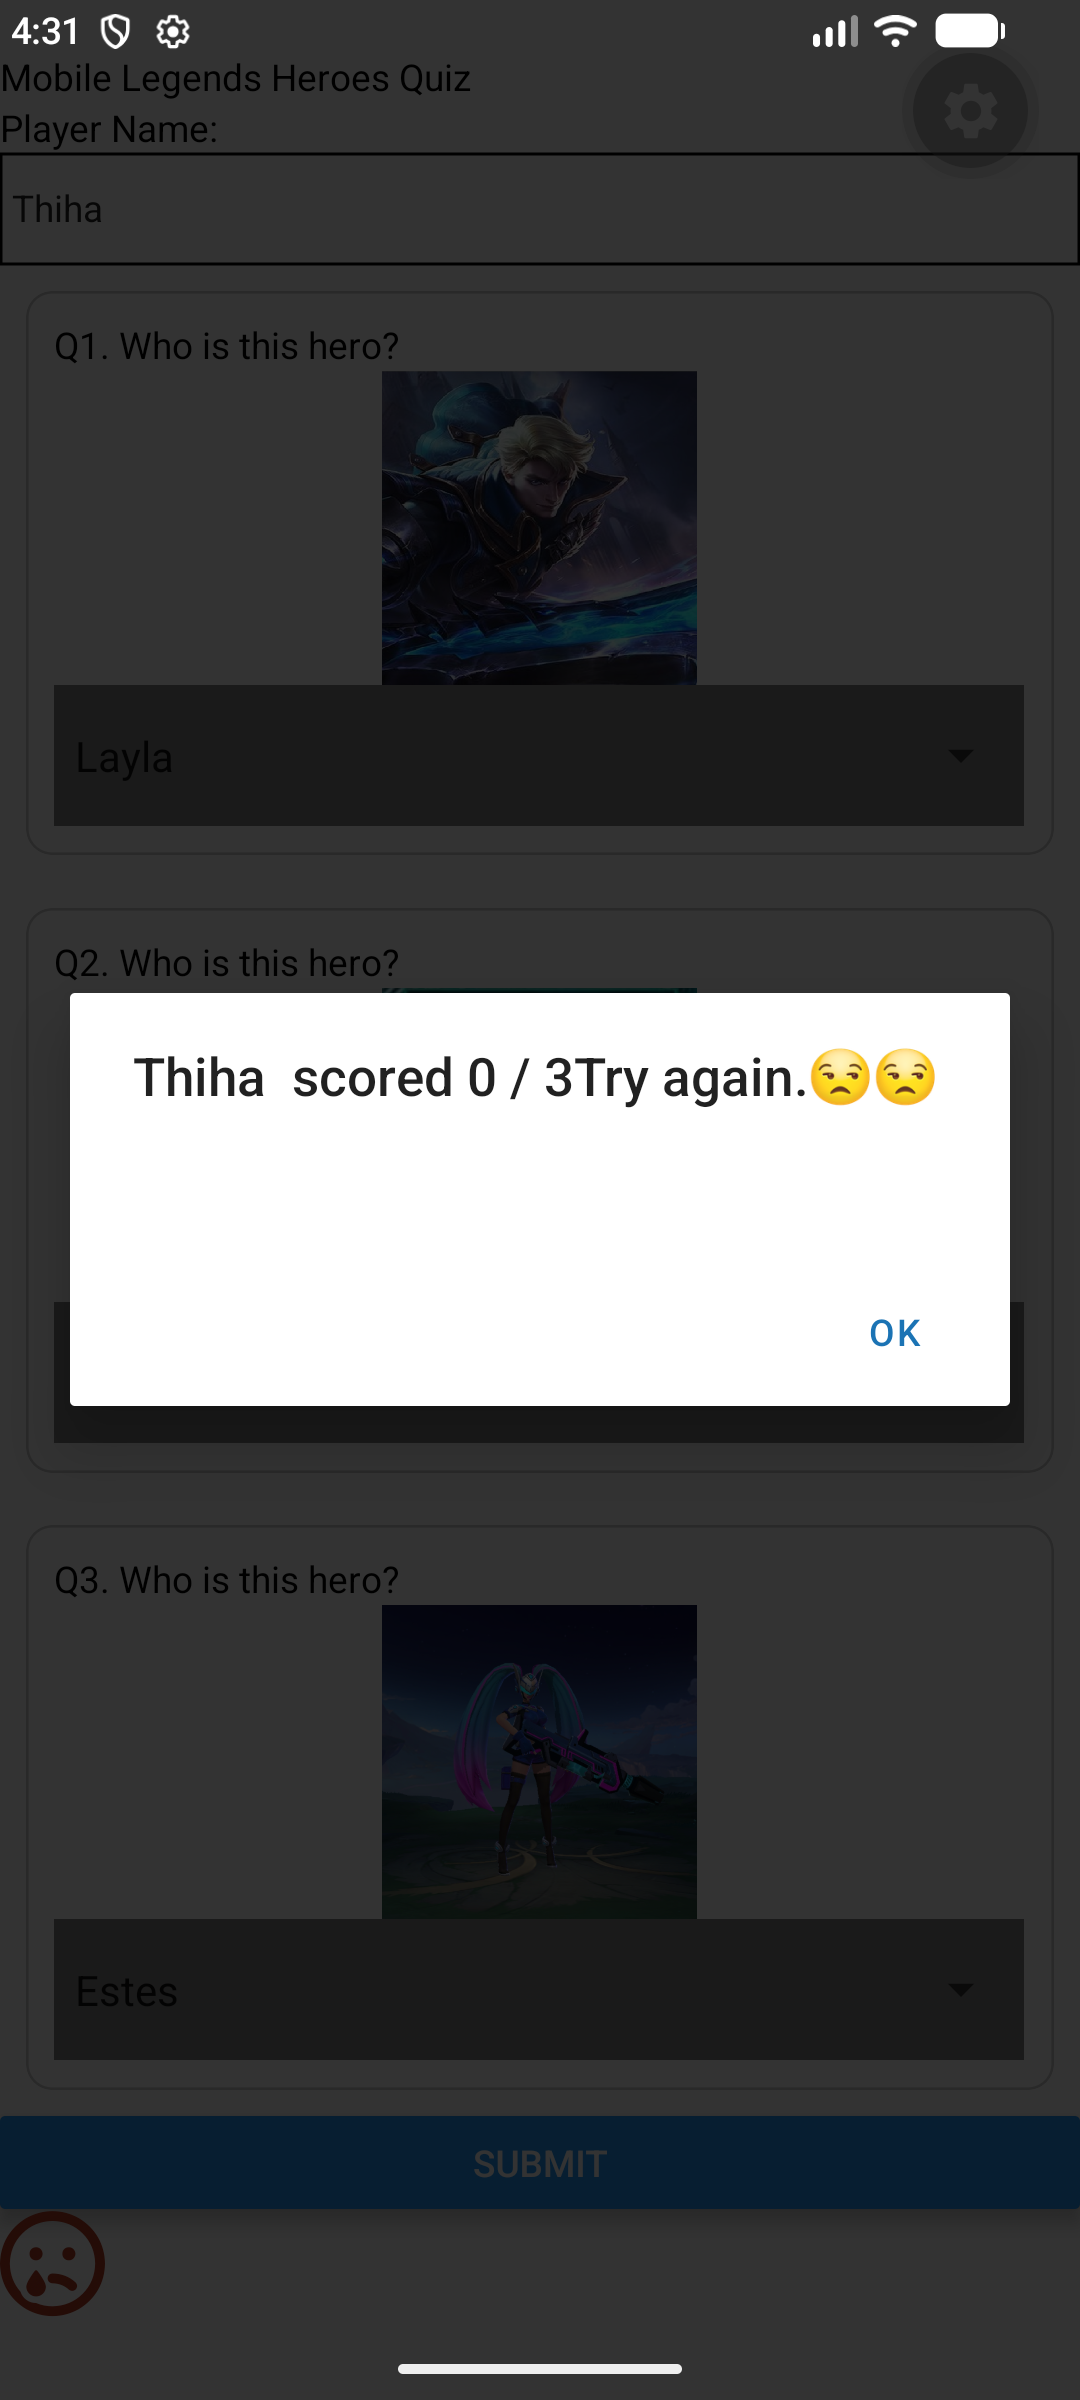 4:31
Mobile Legends Heroes Quiz
Player Name:
Thiha
Q1. Who is this hero?
Layla
Q2. Who is this hero?
Thiha  scored 0 / 3Try again.😒😒
OK
Q3. Who is this hero?
Estes
SUBMIT